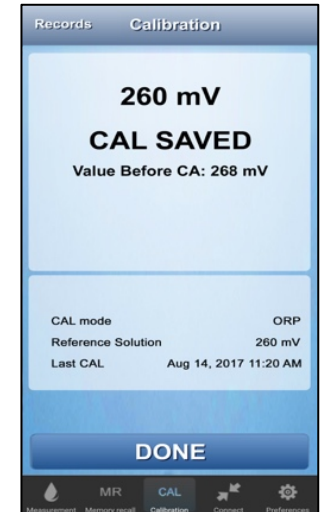 Records Calibration
260 mV
CAL SAVED
Value Before CA: 268 mV
CAL mode ORP
Reference Solution 260 mV
Last CAL Aug 14, 2017 11:20 AM
DONE
MR CAL
Measurement Memory recall Calibration Connect Preferences